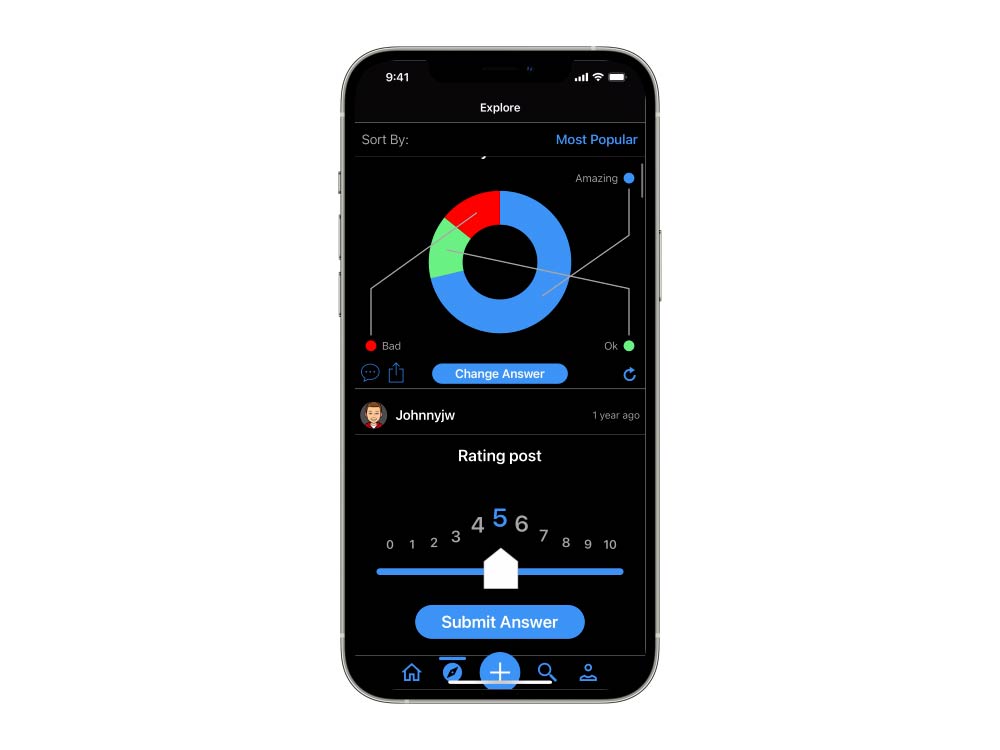 9:41
Explore
Sort By: Most Popular
Amazing
Bad Ok
Change Answer
Johnnyjw 1 year ago
Rating post
0 1 2 3 4 5 6 7 8 9 10
Submit Answer